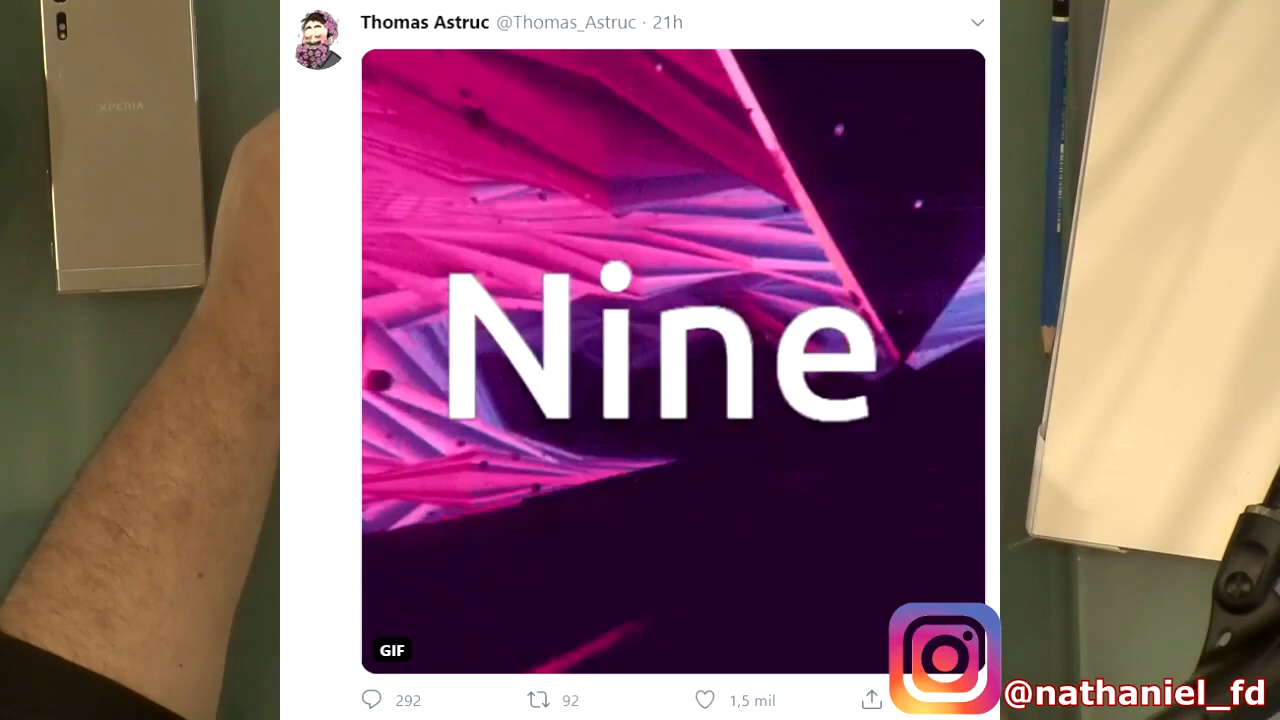 XPERIA
Thomas Astruc @Thomas_Astruc · 21h
Nine
GIF
292 92 1,5 mil
@nathaniel_fd